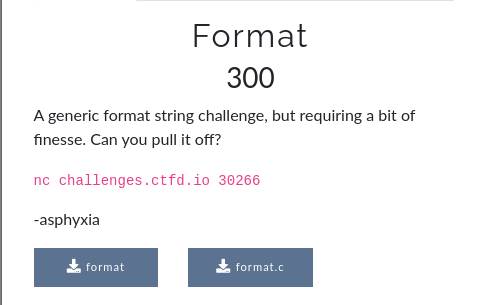 Format
300
A generic format string challenge, but requiring a bit of
finesse. Can you pull it off?
nc challenges.ctfd.io 30266
-asphyxia
format format.c